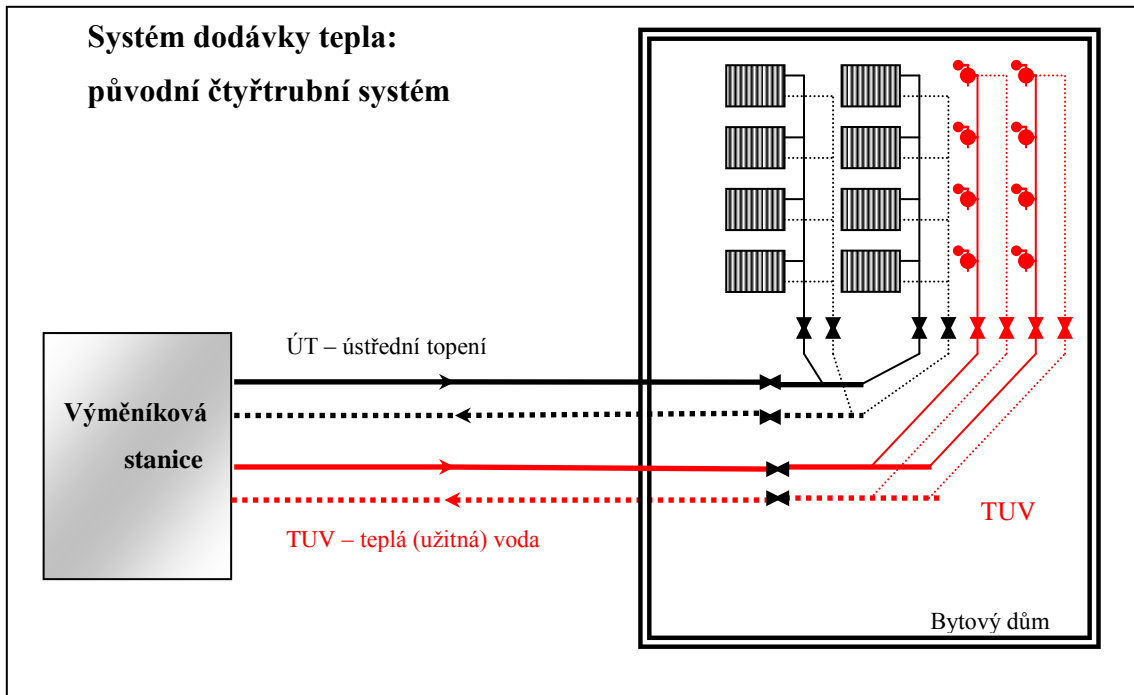 Systém dodávky tepla:
původní čtyřtrubní systém
ÚT – ústřední topení
Výměníková
stanice
TUV – teplá (užitná) voda
TUV
Bytový dům